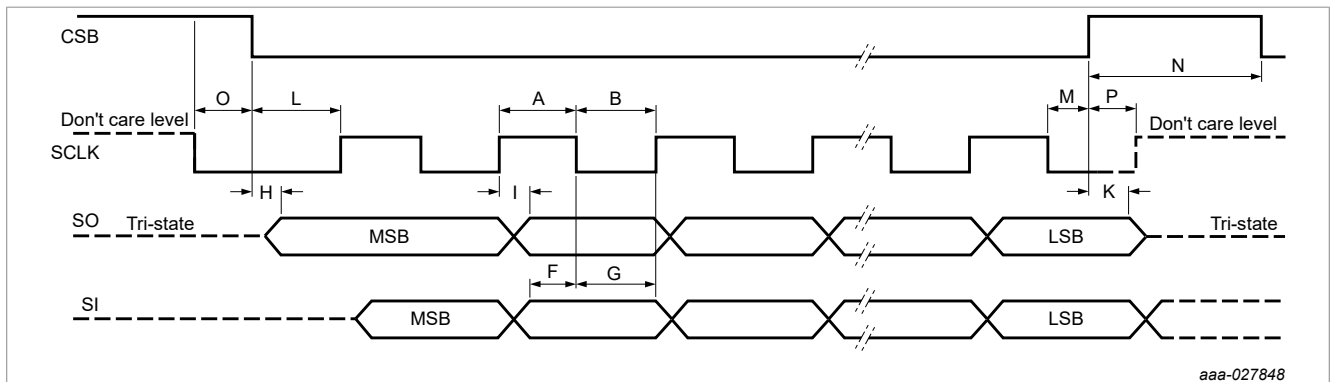 CSB
N
O L A B M P
Don't care level Don't care level
SCLK
H I K
SO Tri-state Tri-state
MSB LSB
F G
SI
MSB LSB
aaa-027848